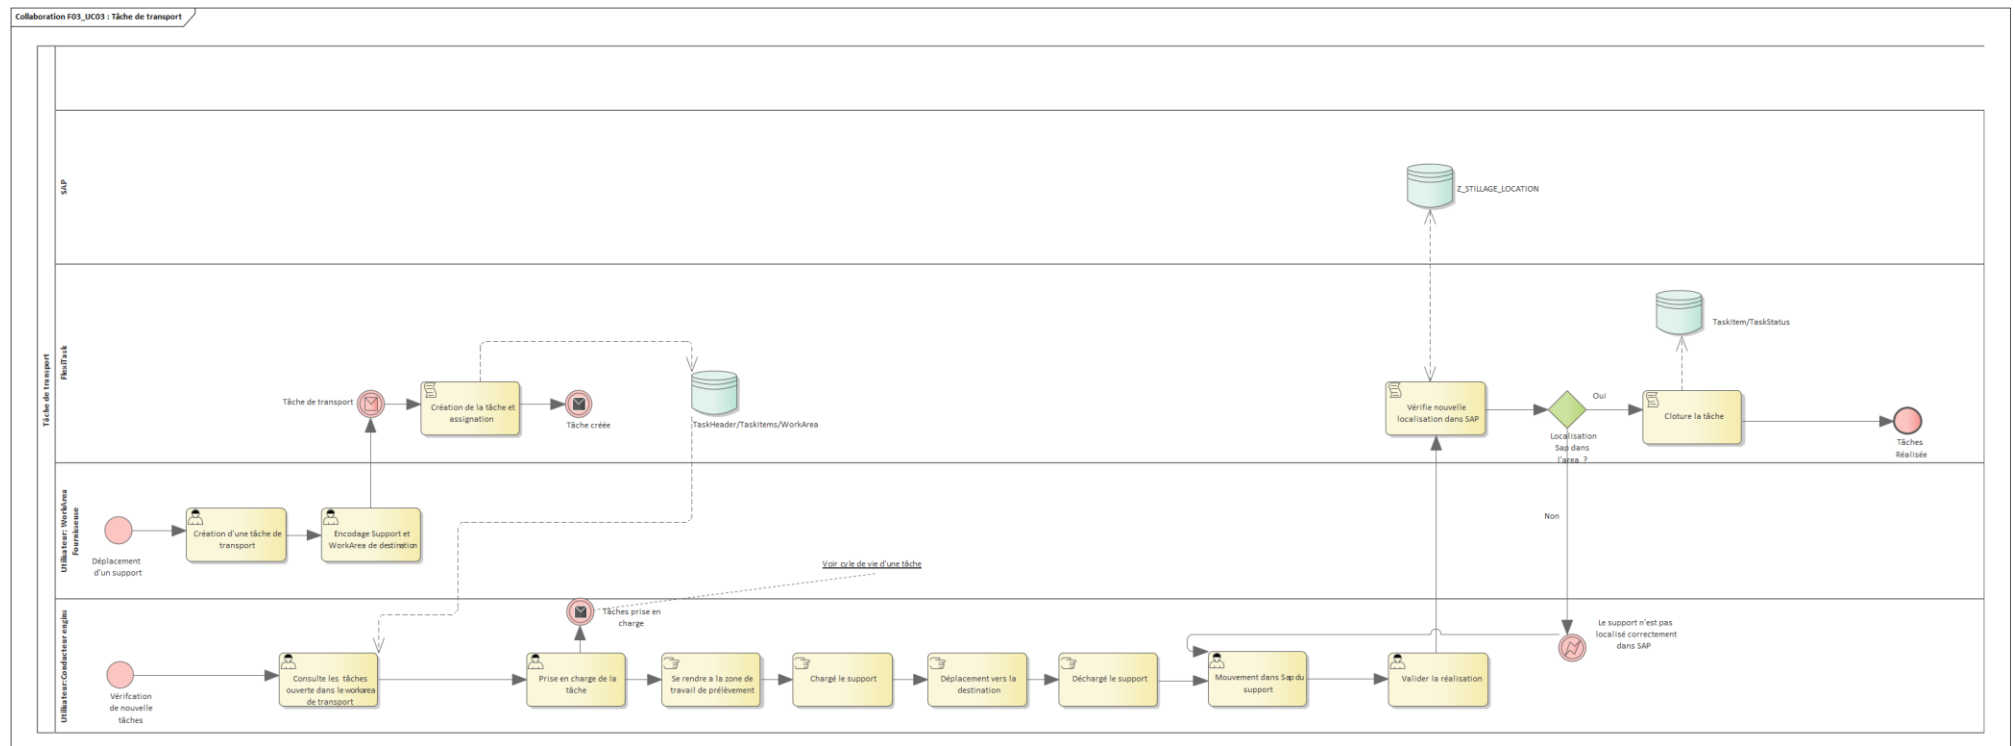 Collaboration F03_UC03 : Tâche de transport
Tâche de transport
SAP
Z_STILLAGE_LOCATION
FlexiTask
TaskItem/TaskStatus
Tâche de transport
Création de la tâche et
assignation
Tâche créée
TaskHeader/TaskItems/WorkArea
Vérifie nouvelle
localisation dans SAP
Oui
Localisation
Sap dans
l'area ?
Cloture la tâche
Tâches
Réalisée
Utilisateur: WorkArea
Fournisseuse
Déplacement
d'un support
Création d'une tâche de
transport
Encodage Support et
WorkArea de destination
Non
Voir cyle de vie d'une tâche
Utilisateur:Conducteur engins
Vérifcation
de nouvelle
tâches
Consulte les tâches
ouverte dans le workarea
de transport
Tâches prise en
charge
Prise en charge de la
tâche
Se rendre a la zone de
travail de prélèvement
Chargé le support
Déplacement vers la
destination
Déchargé le support
Mouvement dans Sap du
support
Valider la réalisation
Le support n'est pas
localisé correctement
dans SAP